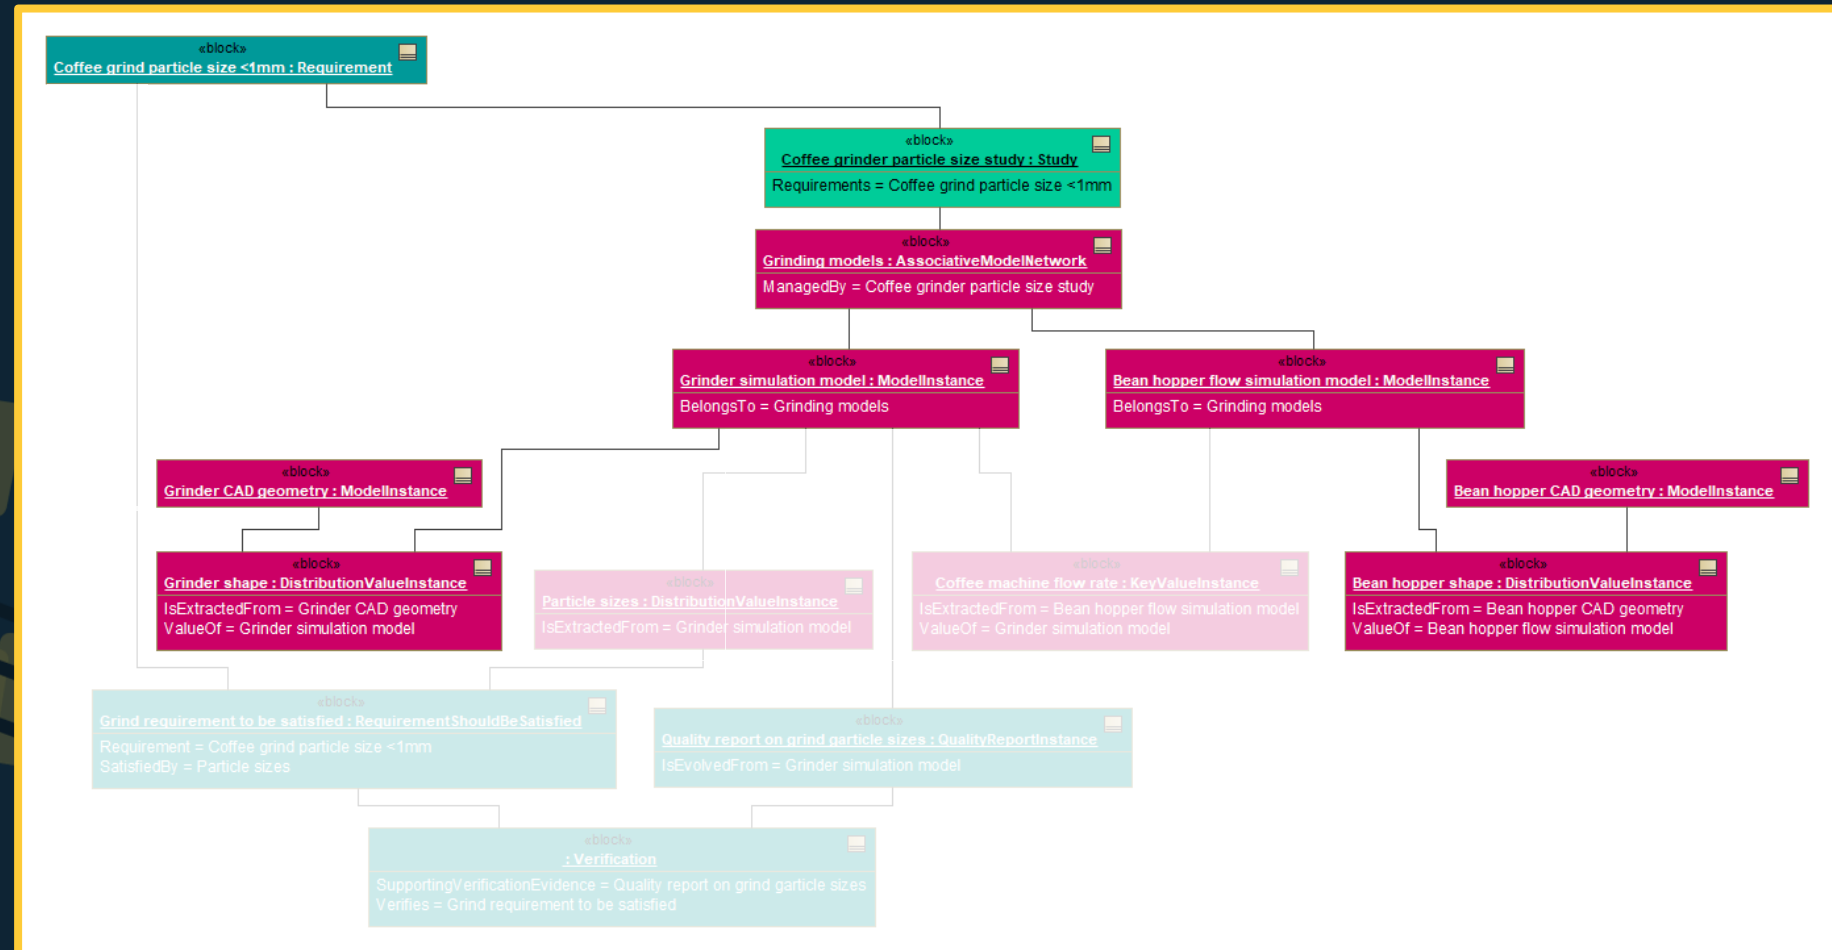 «block»
Coffee grind particle size <1mm : Requirement
«block»
Coffee grinder particle size study : Study
Requirements = Coffee grind particle size <1mm
«block»
Grinding models : AssociativeModelNetwork
ManagedBy = Coffee grinder particle size study
«block»
Grinder simulation model : ModelInstance
BelongsTo = Grinding models
«block»
Bean hopper flow simulation model : ModelInstance
BelongsTo = Grinding models
«block»
Grinder CAD geometry : ModelInstance
«block»
Bean hopper CAD geometry : ModelInstance
«block»
Grinder shape : DistributionValueInstance
IsExtractedFrom = Grinder CAD geometry
ValueOf = Grinder simulation model
«block»
Particle sizes : DistributionValueInstance
IsExtractedFrom = Grinder simulation model
«block»
Coffee machine flow rate : KeyValueInstance
IsExtractedFrom = Bean hopper flow simulation model
ValueOf = Grinder simulation model
«block»
Bean hopper shape : DistributionValueInstance
IsExtractedFrom = Bean hopper CAD geometry
ValueOf = Bean hopper flow simulation model
«block»
Grind requirement to be satisfied : RequirementShouldBeSatisfied
Requirement = Coffee grind particle size <1mm
SatisfiedBy = Particle sizes
«block»
Quality report on grind garticle sizes : QualityReportInstance
IsEvolvedFrom = Grinder simulation model
«block»
: Verification
SupportingVerificationEvidence = Quality report on grind garticle sizes
Verifies = Grind requirement to be satisfied